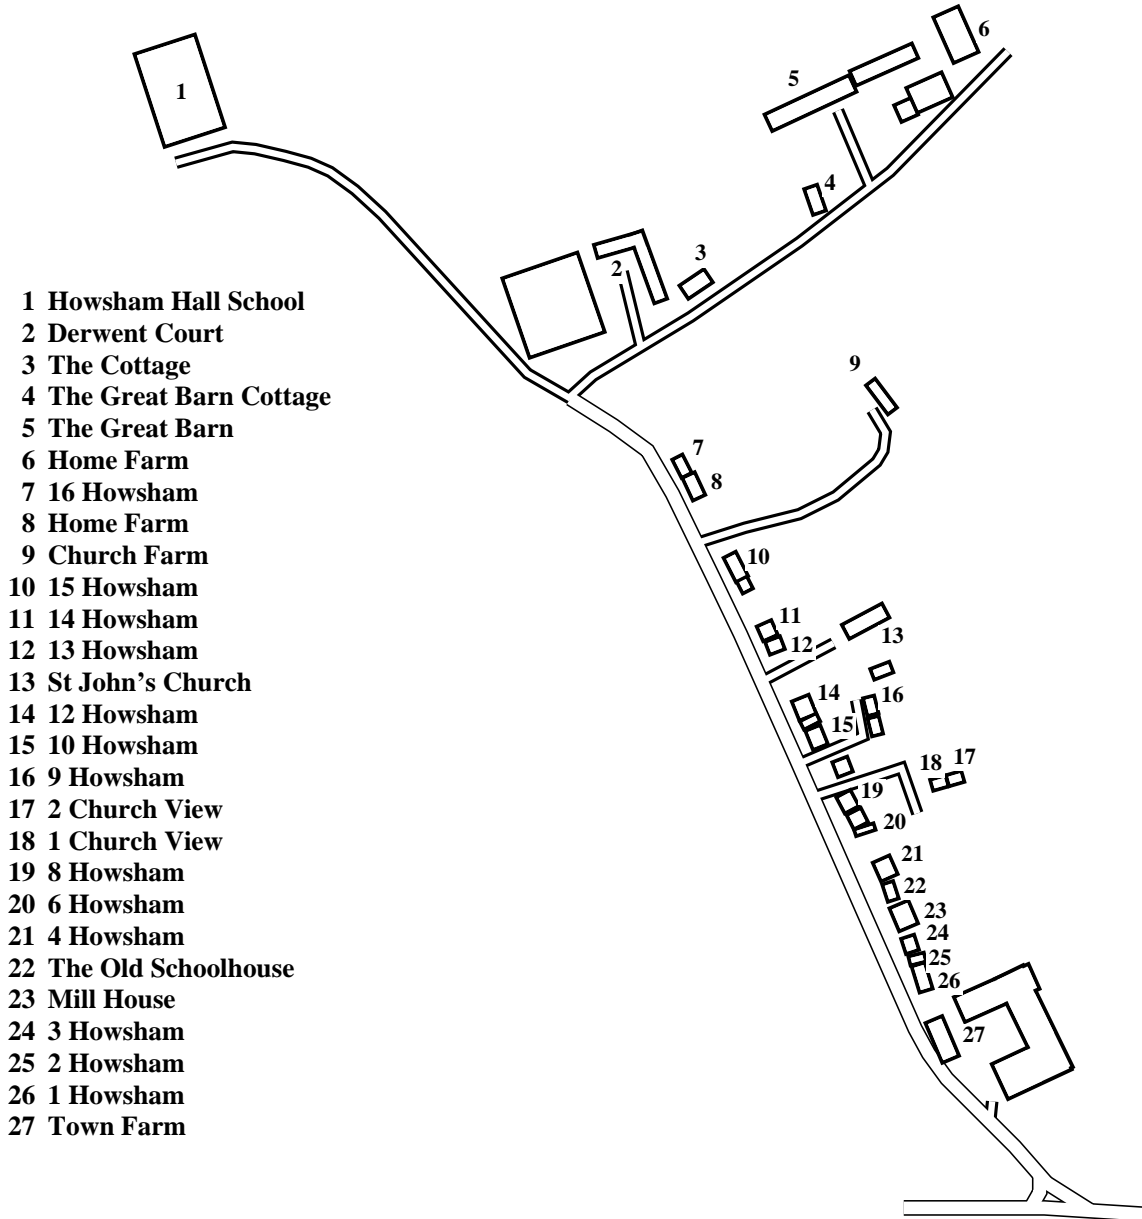 6
5
1
4
3
2
1 Howsham Hall School
2 Derwent Court
3 The Cottage
4 The Great Barn Cottage
5 The Great Barn
6 Home Farm
7 16 Howsham
8 Home Farm
9 Church Farm
10 15 Howsham
11 14 Howsham
12 13 Howsham
13 St John’s Church
14 12 Howsham
15 10 Howsham
16 9 Howsham
17 2 Church View
18 1 Church View
19 8 Howsham
20 6 Howsham
21 4 Howsham
22 The Old Schoolhouse
23 Mill House
24 3 Howsham
25 2 Howsham
26 1 Howsham
27 Town Farm
9
7
8
10
11
12
13
14
16
15
17
18
19
20
21
22
23
24
25
26
27